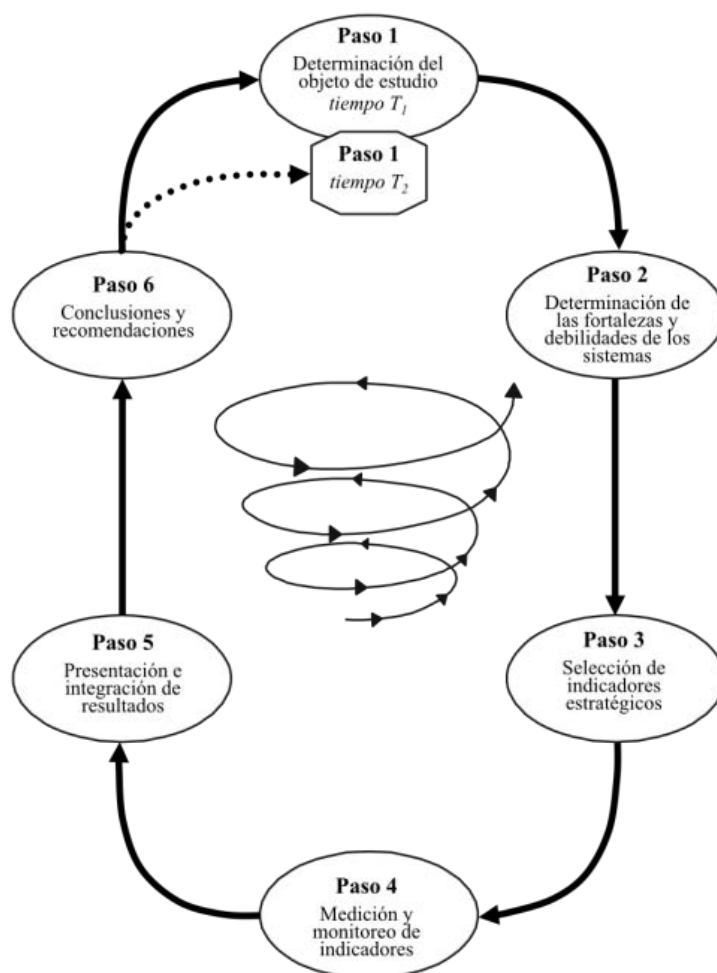 Paso 1
Determinación del
objeto de estudio
tiempo T1
Paso 1
tiempo T2
Paso 2
Determinación de
las fortalezas y
debilidades de los
sistemas
Paso 3
Selección de
indicadores
estratégicos
Paso 4
Medición y
monitoreo de
indicadores
Paso 5
Presentación e
integración de
resultados
Paso 6
Conclusiones y
recomendaciones